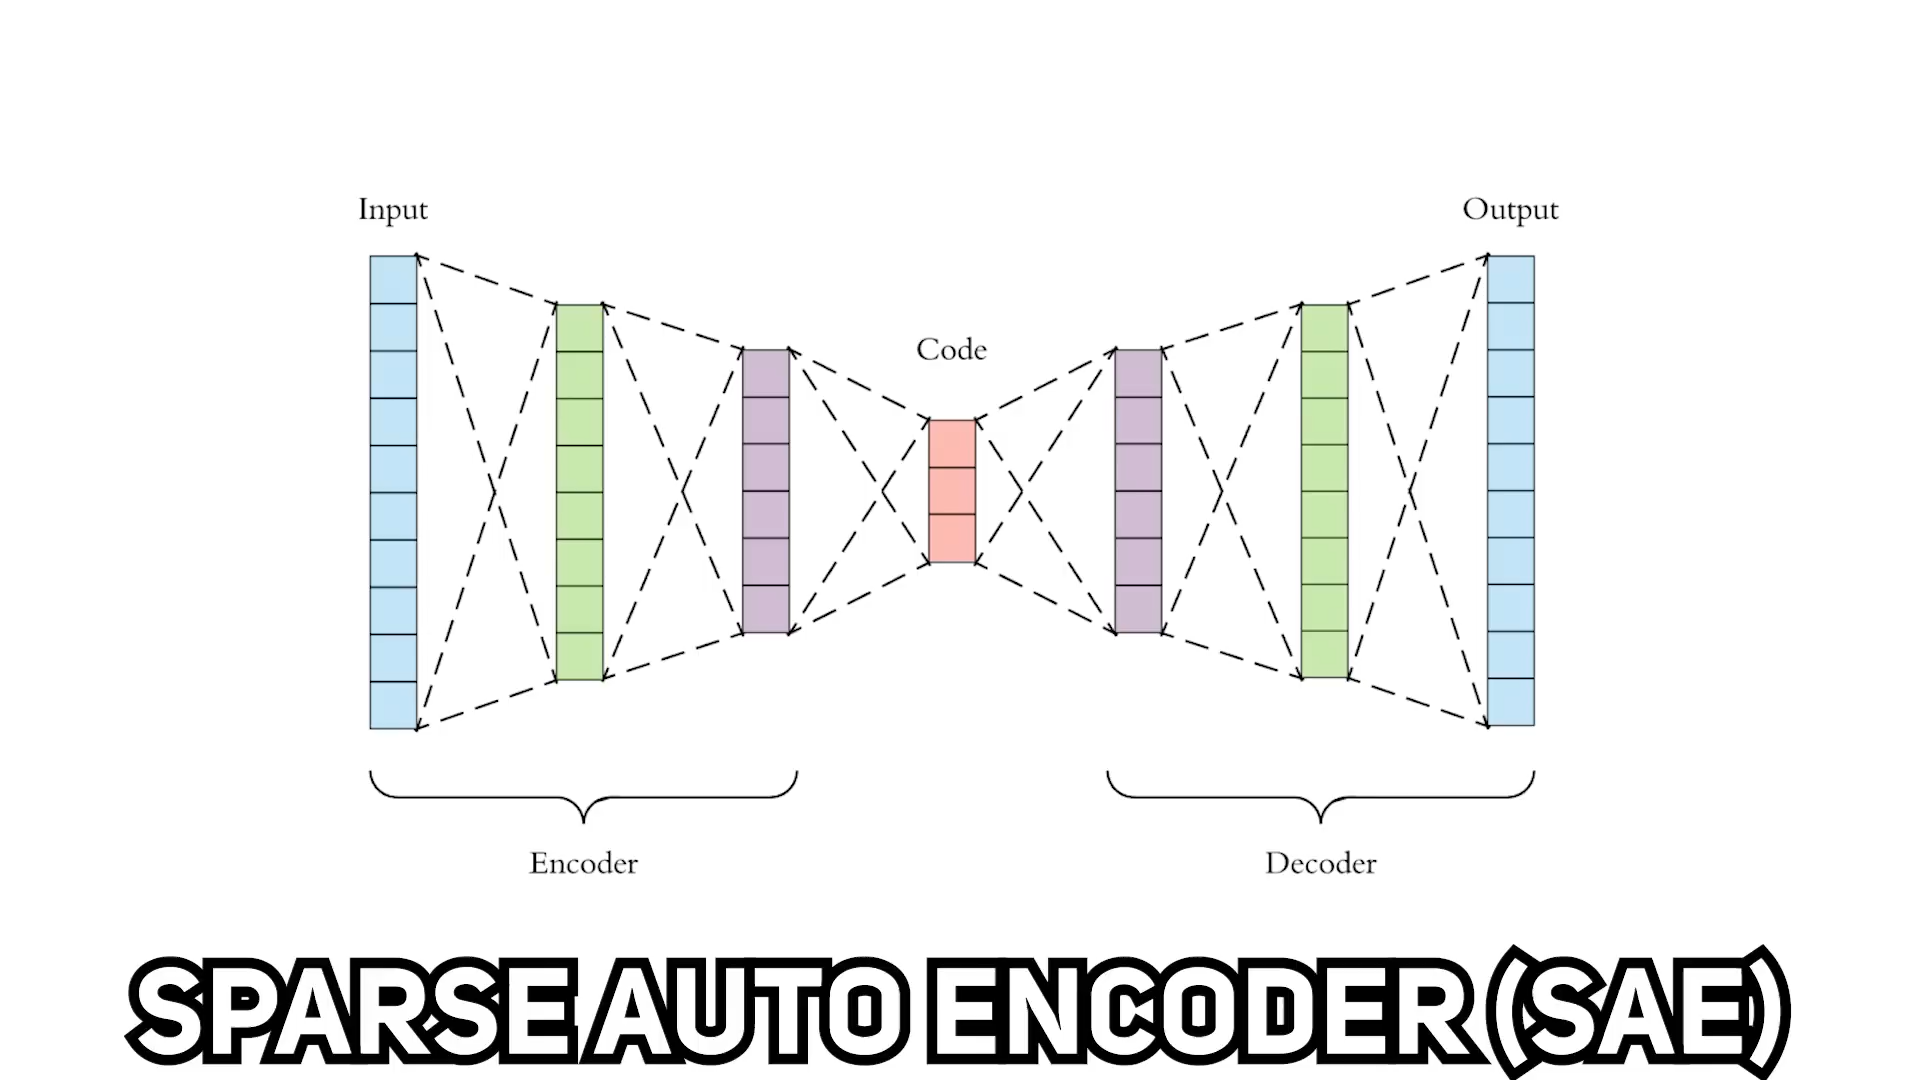 Input
Output
Code
Encoder
Decoder
SPARSE AUTO ENCODER (SAE)